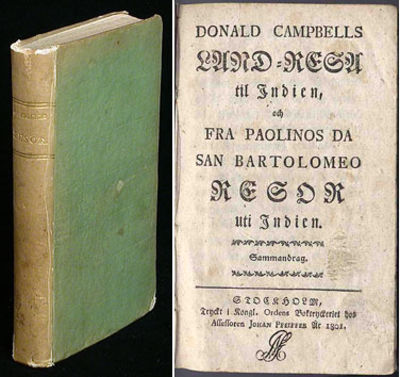 DONALD CAMPBELLS
LAND-RESA
til Indien,
och
FRA PAOLINOS DA
SAN BARTOLOMEO
RESOR
uti Indien.
Sammandrag.
STOCKHOLM,
Tryckt i Kongl. Ordens Boktryckeriet hos
Assessoren JOHAN PFEIFFER År 1801.